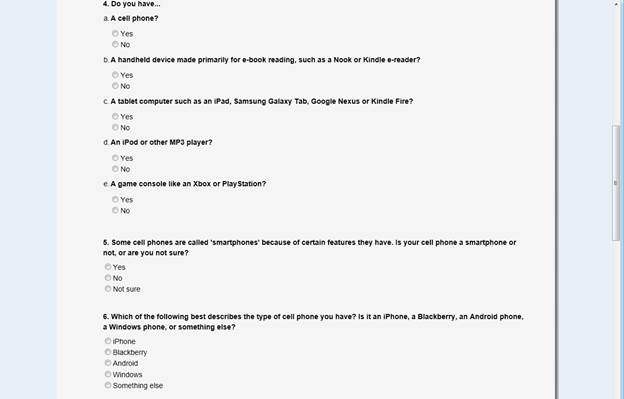 4. Do you have...
a. A cell phone?
Yes
No
b. A handheld device made primarily for e-book reading, such as a Nook or Kindle e-reader?
Yes
No
c. A tablet computer such as an iPad, Samsung Galaxy Tab, Google Nexus or Kindle Fire?
Yes
No
d. An iPod or other MP3 player?
Yes
No
e. A game console like an Xbox or PlayStation?
Yes
No
5. Some cell phones are called 'smartphones' because of certain features they have. Is your cell phone a smartphone or
not, or are you not sure?
Yes
No
Not sure
6. Which of the following best describes the type of cell phone you have? Is it an iPhone, a Blackberry, an Android phone,
a Windows phone, or something else?
iPhone
Blackberry
Android
Windows
Something else